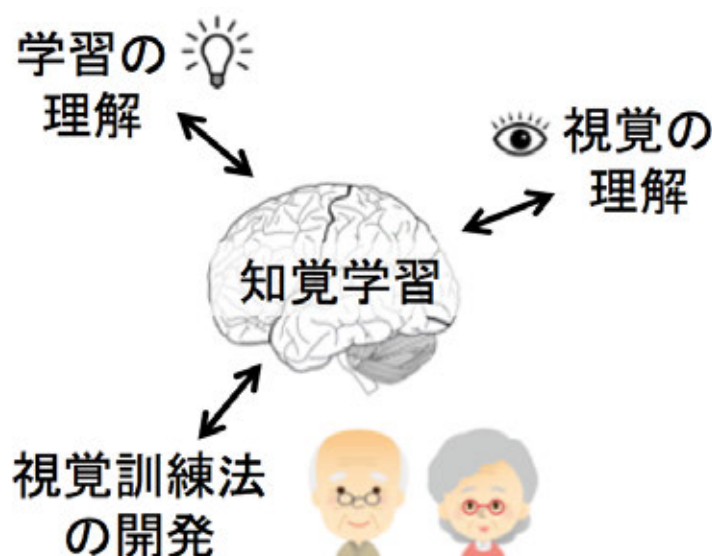 学習の
理解
視覚の
理解
知覚学習
視覚訓練法
の開発